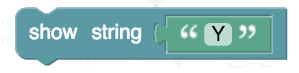 show string “ Y ”